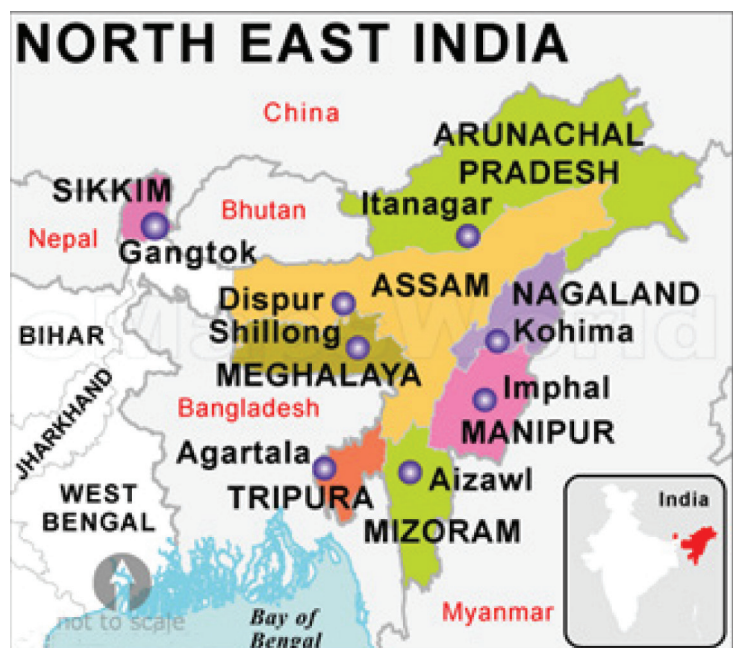 NORTH EAST INDIA
China
ARUNACHAL
PRADESH
SIKKIM
Itanagar
Bhutan
Nepal
Gangtok
ASSAM
NAGALAND
Dispur
Shillong
Kohima
BIHAR
MEGHALAYA
Imphal
JHARKHAND
Bangladesh
MANIPUR
Agartala
Aizawl
WEST
BENGAL
TRIPURA
India
MIZORAM
not to scale
Bay of
Bengal
Myanmar